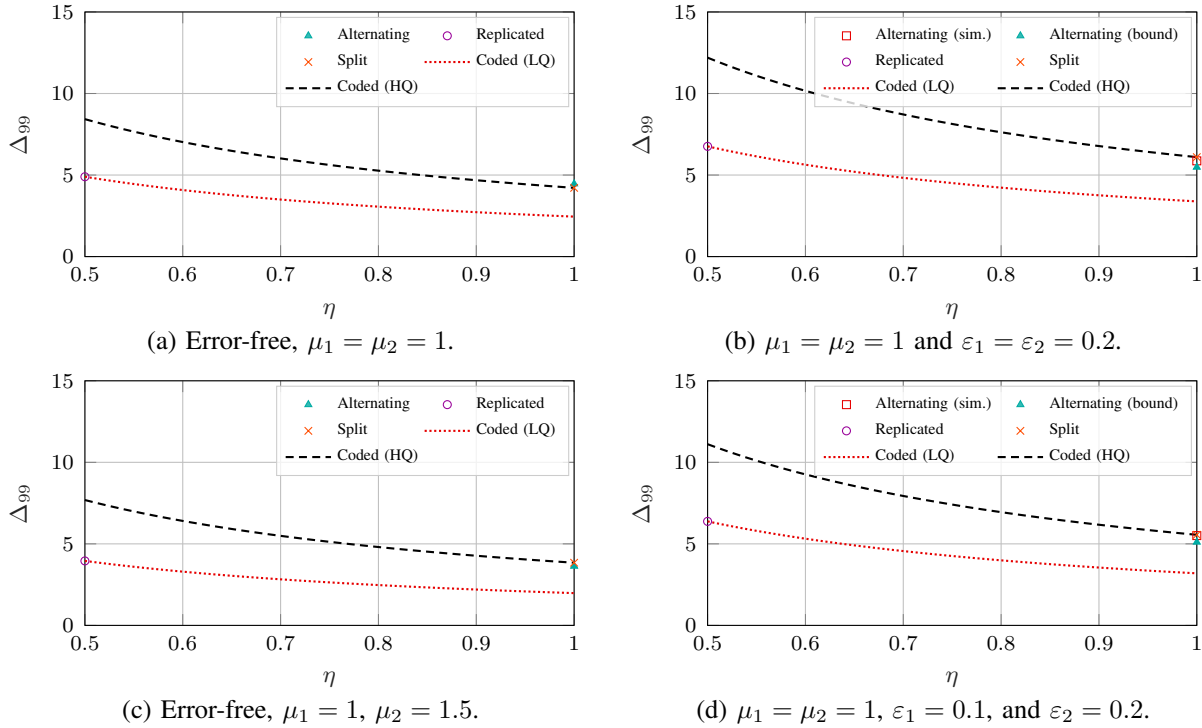 15
10
5
0
Δ99
Alternating
Replicated
Split
Coded (LQ)
Coded (HQ)
0.5 0.6 0.7 0.8 0.9 1
η
(a) Error-free, μ1 = μ2 = 1.
15
10
5
0
Δ99
Alternating (sim.)
Alternating (bound)
Replicated
Split
Coded (LQ)
Coded (HQ)
0.5 0.6 0.7 0.8 0.9 1
η
(b) μ1 = μ2 = 1 and ε1 = ε2 = 0.2.
15
10
5
0
Δ99
Alternating
Replicated
Split
Coded (LQ)
Coded (HQ)
0.5 0.6 0.7 0.8 0.9 1
η
(c) Error-free, μ1 = 1, μ2 = 1.5.
15
10
5
0
Δ99
Alternating (sim.)
Alternating (bound)
Replicated
Split
Coded (LQ)
Coded (HQ)
0.5 0.6 0.7 0.8 0.9 1
η
(d) μ1 = μ2 = 1, ε1 = 0.1, and ε2 = 0.2.